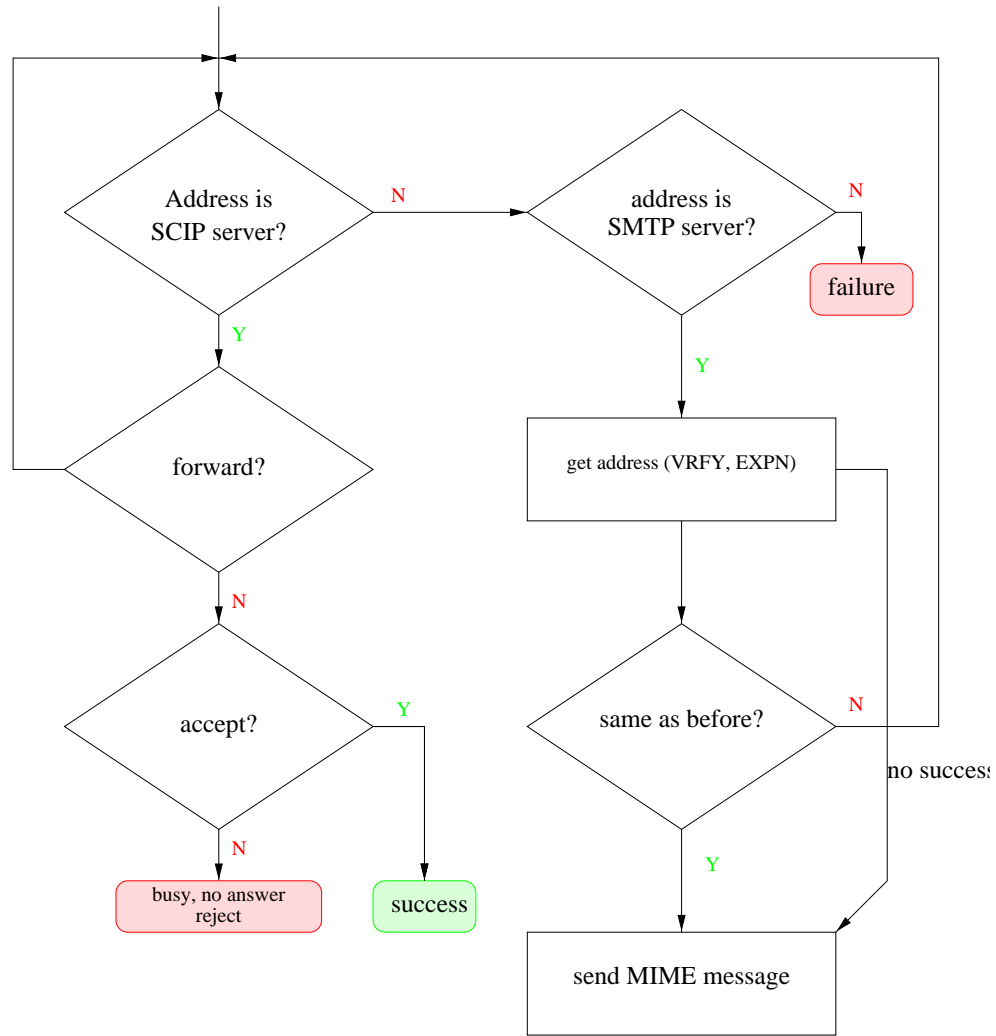 Address is
SCIP server?
N
address is
SMTP server?
N
failure
Y
Y
forward?
get address (VRFY, EXPN)
N
accept?
Y
same as before?
N
no success
N
Y
busy, no answer
reject
success
send MIME message